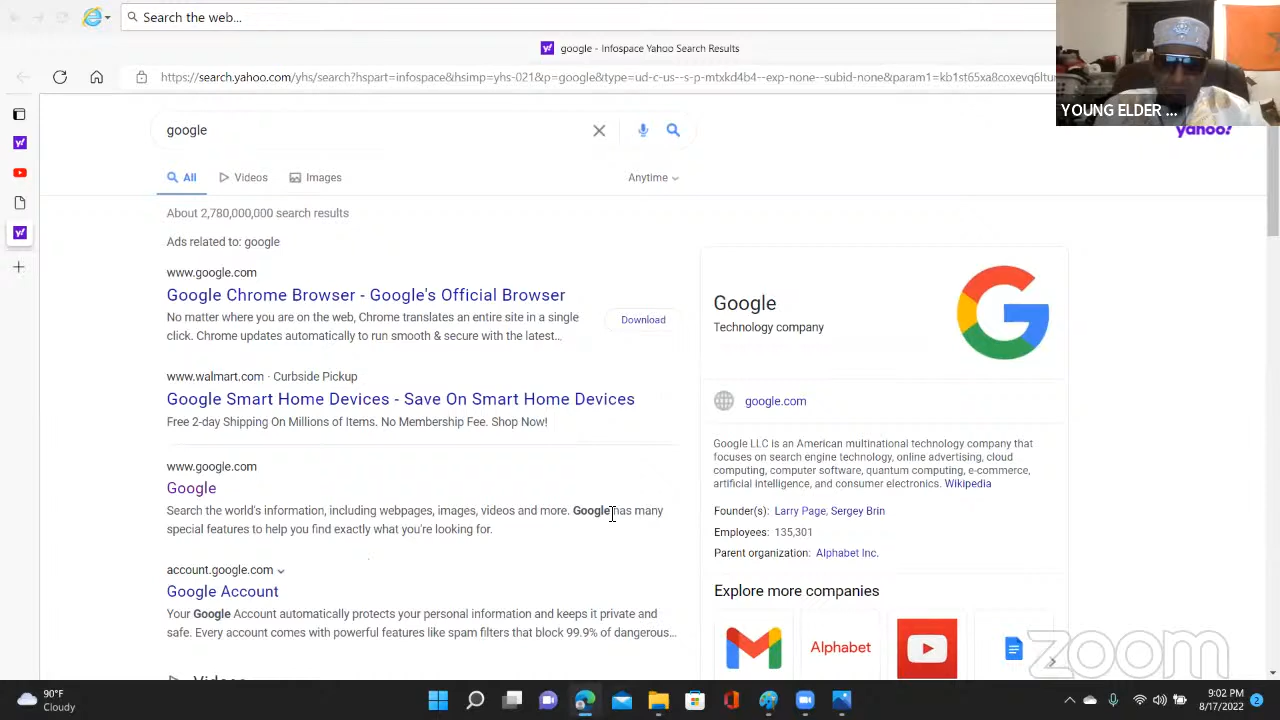 Search the web...
google - Infospace Yahoo Search Results
https://search.yahoo.com/yhs/search?hspart=infospace&hsimp=yhs-021&p=google&type=ud-c-us--s-p-mtxkd4b4--exp-none--subid-none&param1=kb1st65xa8coxevq6ltu
YOUNG ELDER ...
google
yahoo!
All
Videos
Images
Anytime
About 2,780,000,000 search results
Ads related to: google
www.google.com
Google Chrome Browser - Google's Official Browser
No matter where you are on the web, Chrome translates an entire site in a single
click. Chrome updates automatically to run smooth & secure with the latest...
Download
www.walmart.com · Curbside Pickup
Google Smart Home Devices - Save On Smart Home Devices
Free 2-day Shipping On Millions of Items. No Membership Fee. Shop Now!
www.google.com
Google
Search the world's information, including webpages, images, videos and more. Google has many
special features to help you find exactly what you're looking for.
account.google.com
Google Account
Your Google Account automatically protects your personal information and keeps it private and
safe. Every account comes with powerful features like spam filters that block 99.9% of dangerous...
Videos
Google
Technology company
google.com
Google LLC is an American multinational technology company that
focuses on search engine technology, online advertising, cloud
computing, computer software, quantum computing, e-commerce,
artificial intelligence, and consumer electronics. Wikipedia
Founder(s): Larry Page, Sergey Brin
Employees: 135,301
Parent organization: Alphabet Inc.
Explore more companies
Alphabet
zoom
90°F
Cloudy
9:02 PM
8/17/2022
2